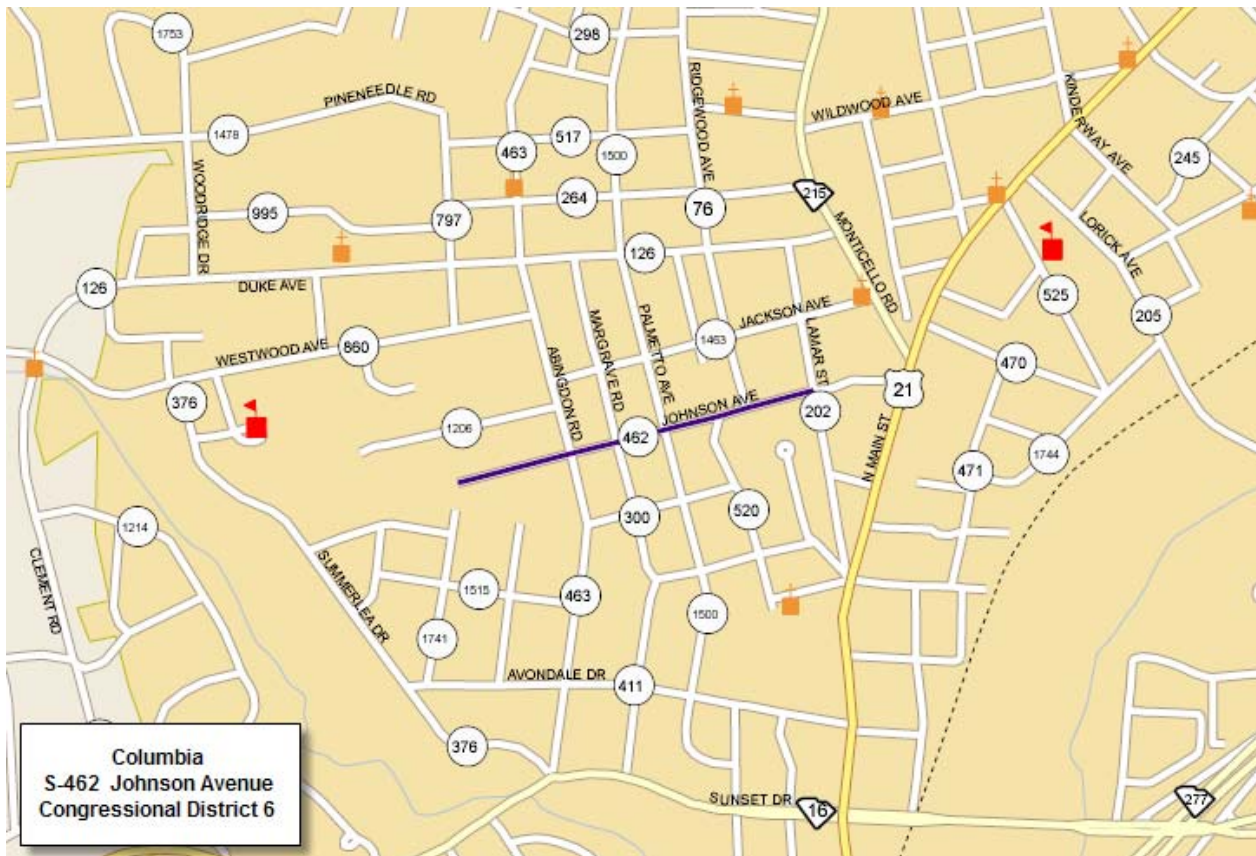 1753
298
PINENEEDLE RD
RIDGEWOOD AVE
WILDWOOD AVE
KINDERWAY AVE
1478
517
463
1500
245
WOODRIDGE DR
995
797
264
76
215
MONTICELLO RD
LORICK AVE
126
DUKE AVE
126
525
205
WESTWOOD AVE
860
ABINGDON RD
MARGRAVE RD
PALMETTO AVE
JACKSON AVE
1463
LAMAR ST
470
21
376
1206
462
JOHNSON AVE
202
N MAIN ST
471
1744
1214
300
520
CLEMENT RD
SUMMERLEA DR
1515
463
1500
1741
AVONDALE DR
411
376
SUNSET DR
16
277
Columbia
S-462 Johnson Avenue
Congressional District 6